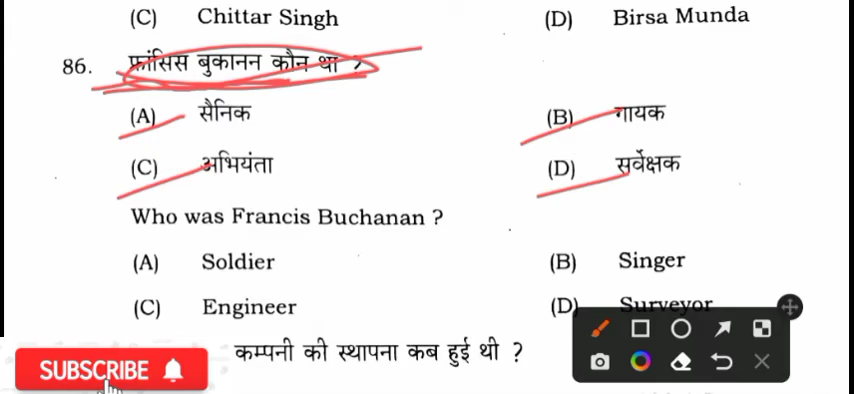 (C) Chittar Singh (D) Birsa Munda
86. फ्रांसिस बुकानन कौन था ?
(A) सैनिक (B) गायक
(C) अभियंता (D) सर्वेक्षक
Who was Francis Buchanan ?
(A) Soldier (B) Singer
(C) Engineer (D) Surveyor
कम्पनी की स्थापना कब हुई थी ?
SUBSCRIBE